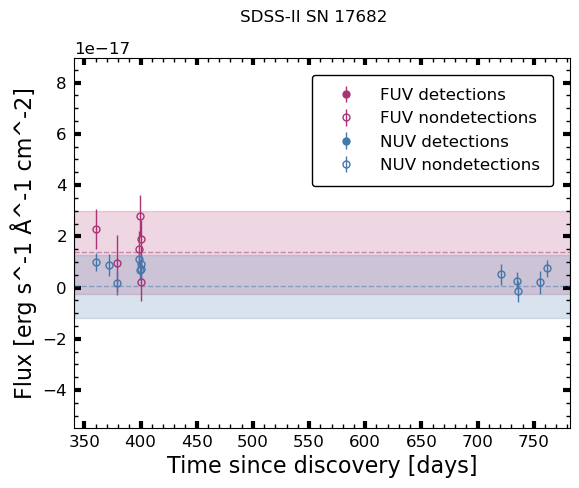 SDSS-II SN 17682
1e−17
FUV detections
FUV nondetections
NUV detections
NUV nondetections
8
6
4
2
0
−2
−4
Flux [erg s^-1 Å^-1 cm^-2]
350 400 450 500 550 600 650 700 750
Time since discovery [days]